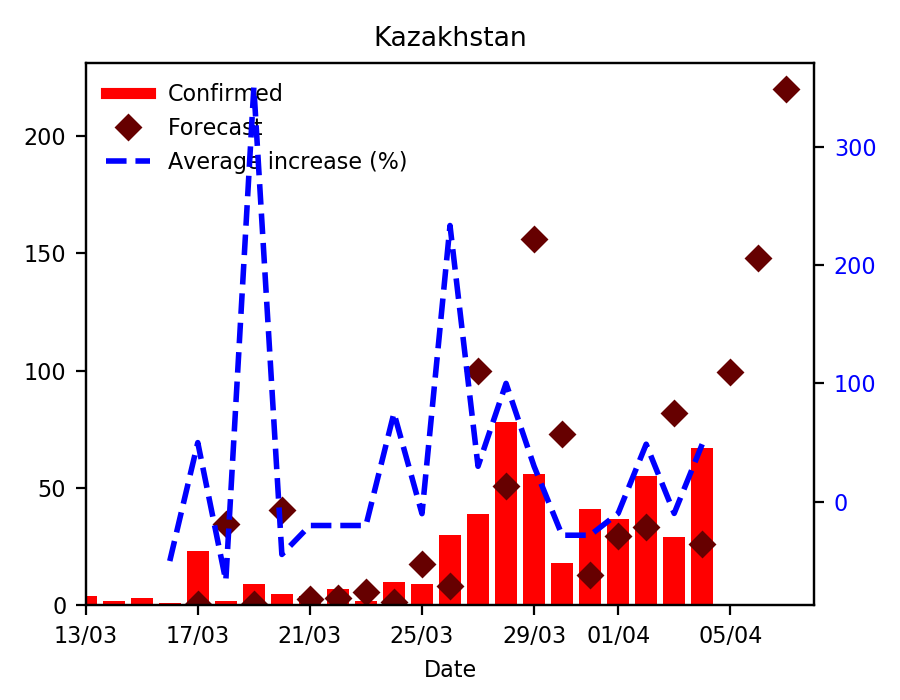 Kazakhstan
Confirmed
Forecast
Average increase (%)
200
150
100
50
0
300
200
100
0
13/03 17/03 21/03 25/03 29/03 01/04 05/04
Date